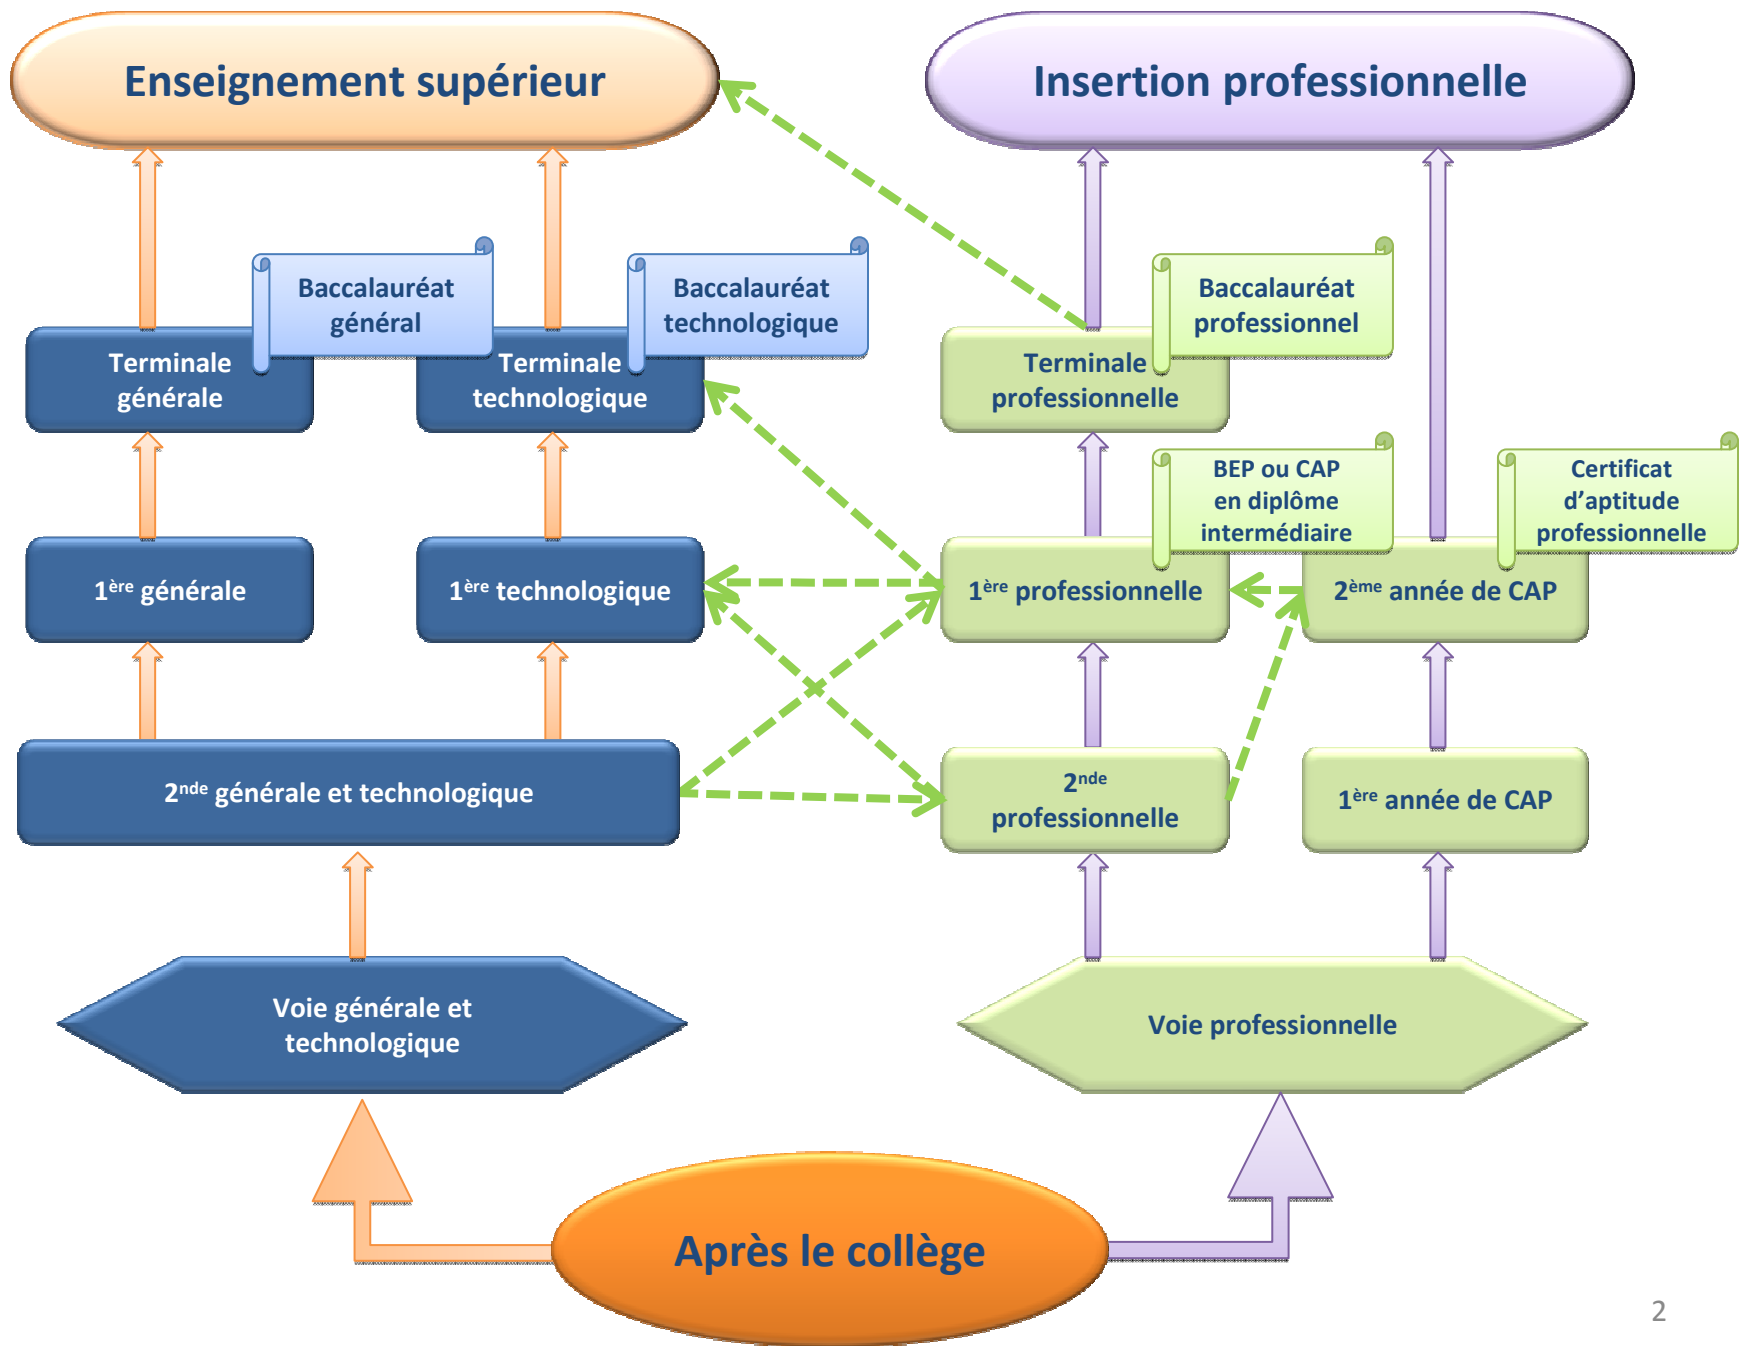 Enseignement supérieur
Insertion professionnelle
Baccalauréat
général
Baccalauréat
technologique
Baccalauréat
professionnel
Terminale
générale
Terminale
technologique
Terminale
professionnelle
BEP ou CAP
en diplôme
intermédiaire
Certificat
d’aptitude
professionnelle
1ère générale
1ère technologique
1ère professionnelle
2ème année de CAP
2nde générale et technologique
2nde
professionnelle
1ère année de CAP
Voie générale et
technologique
Voie professionnelle
Après le collège
2